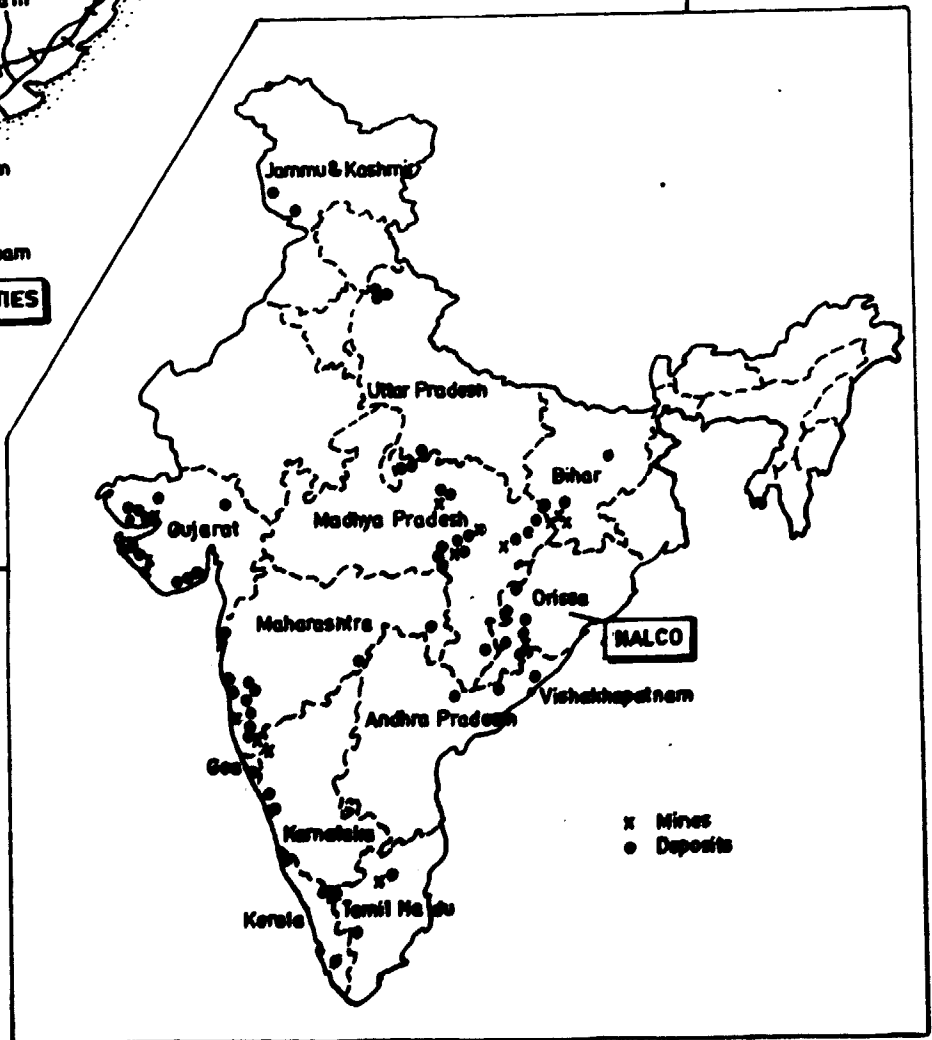 TIES
Jammu & Kashmir
Uttar Pradesh
Bihar
Gujarat
Madhya Pradesh
Orissa
Maharashtra
NALCO
Vishakhapatnam
Andhra Pradesh
Goa
x Mines
● Deposits
Karnataka
Kerala
Tamil Nadu